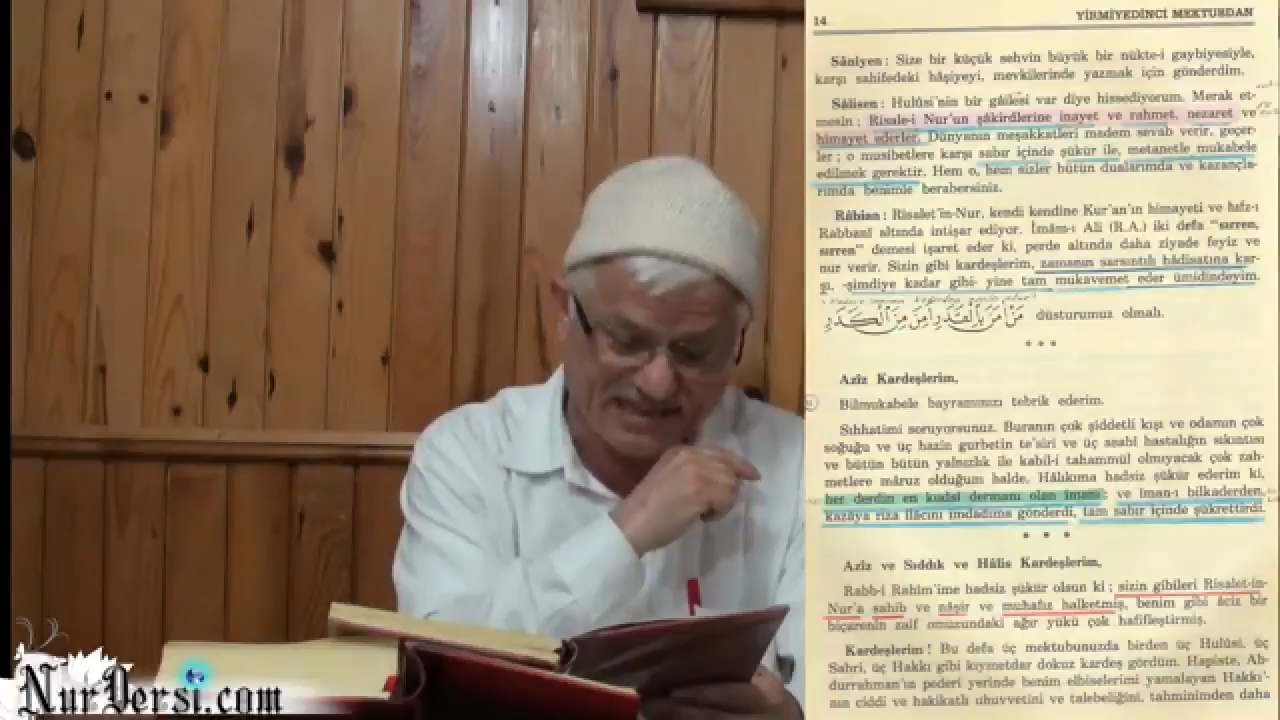 14 YİRMİYEDİNCİ MEKTUBDAN
Sâniyen : Size bir küçük sehvin büyük bir nükte-i gaybiyesiyle,
karşı sahifedeki hâşiyeyi, mevkilerinde yazmak için gönderdim.
Sâlisen : Hulûsi'nin bir gâilesi var diye hissediyorum. Merak et-
mesin ; Risale-i Nur'un şâkirdlerine inayet ve rahmet, nezaret ve
himayet ederler. Dünyanın meşakkatleri madem sevab verir, geçer-
ler ; o musibetlere karşı sabır içinde şükür ile, metanetle mukabele
edilmek gerektir. Hem o, hem sizler bütün dualarımda ve kazançla-
rımda benimle berabersiniz.
Râbian : Risalet'in-Nur, kendi kendine Kur'an'ın himayeti ve hıfz-ı
Rabbanî altında intişar ediyor. İmâm-ı Ali (R.A.) iki defa "sırren,
sırren" demesi işaret eder ki, perde altında daha ziyade feyiz ve
nur verir. Sizin gibi kardeşlerim, zamanın sarsıntılı hâdisatına kar-
şı, -şimdiye kadar gibi- yine tam mukavemet eder ümidindeyim.
مَنْ اٰمَنَ بِالْقَدَرِ اَمِنَ مِنَ الْكَدَرِ düsturumuz olmalı.
* * *
Azîz Kardeşlerim,
Bilmukabele bayramınızı tebrik ederim.
Sıhhatimi soruyorsunuz. Buranın çok şiddetli kışı ve odamın çok
soğuğu ve üç hazin gurbetin te'siri ve üç asabî hastalığın sıkıntısı
ve bütün bütün yalnızlık ile kabil-i tahammül olmıyacak çok zah-
metlere mâruz olduğum halde, Hâlıkıma hadsiz şükür ederim ki,
her derdin en kudsî dermanı olan îmanı ; ve îman-ı bilkaderden,
kazâya rıza ilâcını imdadıma gönderdi, tam sabır içinde şükrettirdi.
* * *
Azîz ve Sıddık ve Hâlis Kardeşlerim,
Rabb-i Rahîm'ime hadsiz şükür olsun ki ; sizin gibileri Risalet-in-
Nur'a sahib ve nâşir ve muhafız halketmiş, benim gibi âciz bir
biçarenin zaif omuzundaki ağır yükü çok hafifleştirmiş.
Kardeşlerim ! Bu defa üç mektubunuzda birden üç Hulûsi, üç
Sabri, üç Hakkı gibi kıymetdar dokuz kardeş gördüm. Hapiste, Ab-
durrahman'ın pederi yerinde benim elbiselerimi yamalayan Hakkı'-
nın ciddî ve hakikatlı uhuvvetini ve talebeliğini, tahminimden daha
NurDersi.com